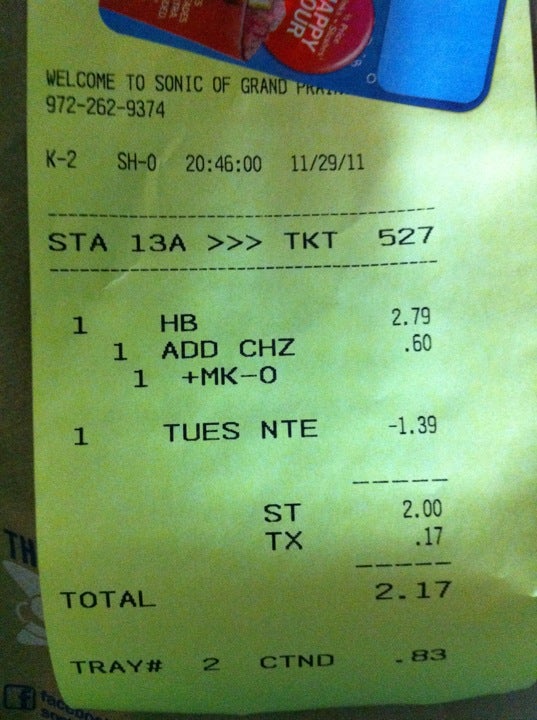 HAPPY
HOUR
WELCOME TO SONIC OF GRAND
972-262-9374
K-2 SH-0 20:46:00 11/29/11
STA 13A >>> TKT 527
1 HB 2.79
1 ADD CHZ .60
1 +MK-O
1 TUES NTE -1.39
ST 2.00
TX .17
TOTAL 2.17
TRAY# 2 CTND .83
TH